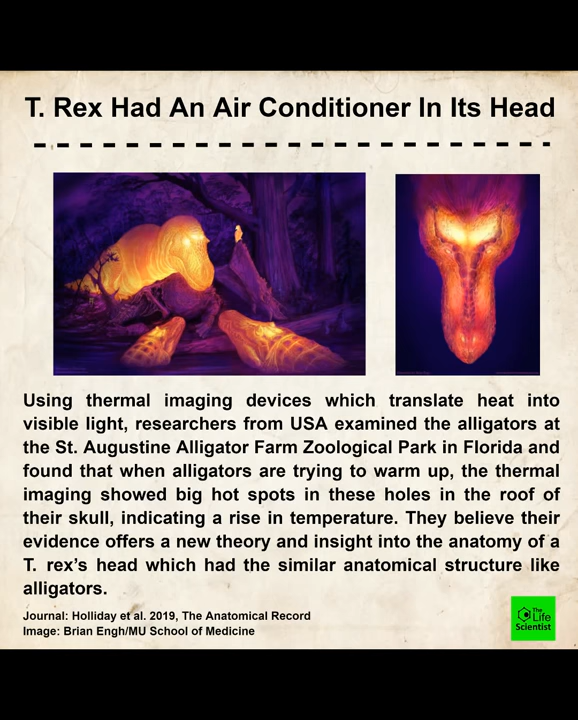 T. Rex Had An Air Conditioner In Its Head
Using thermal imaging devices which translate heat into
visible light, researchers from USA examined the alligators at
the St. Augustine Alligator Farm Zoological Park in Florida and
found that when alligators are trying to warm up, the thermal
imaging showed big hot spots in these holes in the roof of
their skull, indicating a rise in temperature. They believe their
evidence offers a new theory and insight into the anatomy of a
T. rex's head which had the similar anatomical structure like
alligators.
Journal: Holliday et al. 2019, The Anatomical Record
Image: Brian Engh/MU School of Medicine
The
Life
Scientist